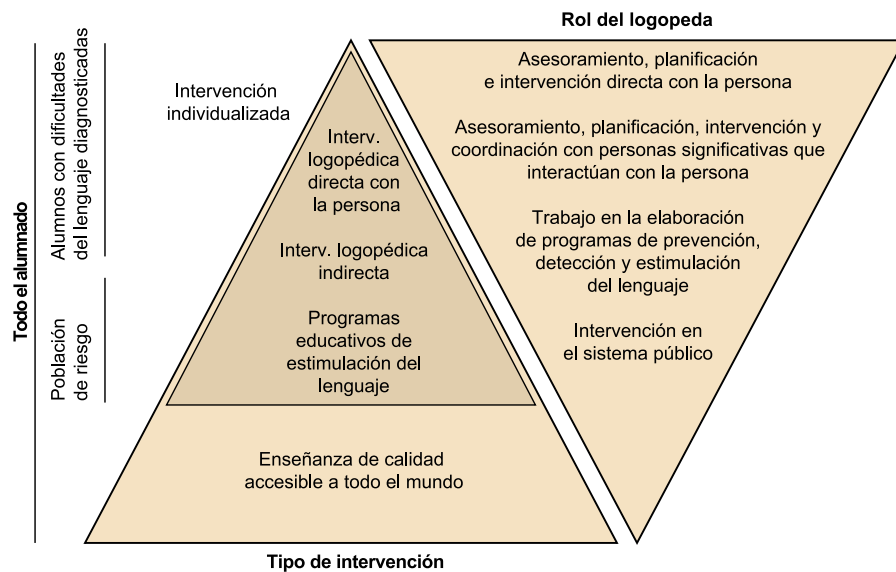 Rol del logopeda
Todo el alumnado
Alumnos con dificultades
del lenguaje diagnosticadas
Población
de riesgo
Intervención
individualizada
Interv.
logopédica
directa con
la persona
Interv. logopédica
indirecta
Programas
educativos de
estimulación del
lenguaje
Enseñanza de calidad
accesible a todo el mundo
Tipo de intervención
Asesoramiento, planificación
e intervención directa con la persona
Asesoramiento, planificación, intervención y
coordinación con personas significativas que
interactúan con la persona
Trabajo en la elaboración
de programas de prevención,
detección y estimulación
del lenguaje
Intervención en
el sistema público